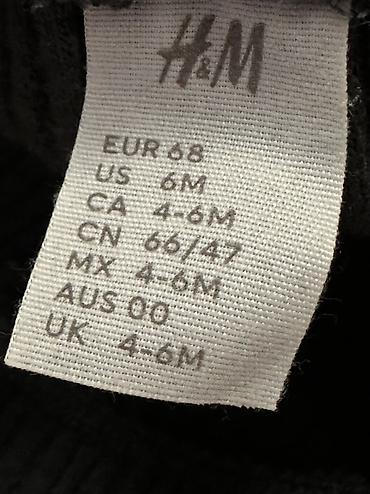 H&M
EUR 68
US 6M
CA 4-6M
CN 66/47
MX 4-6M
AUS 00
UK 4-6M